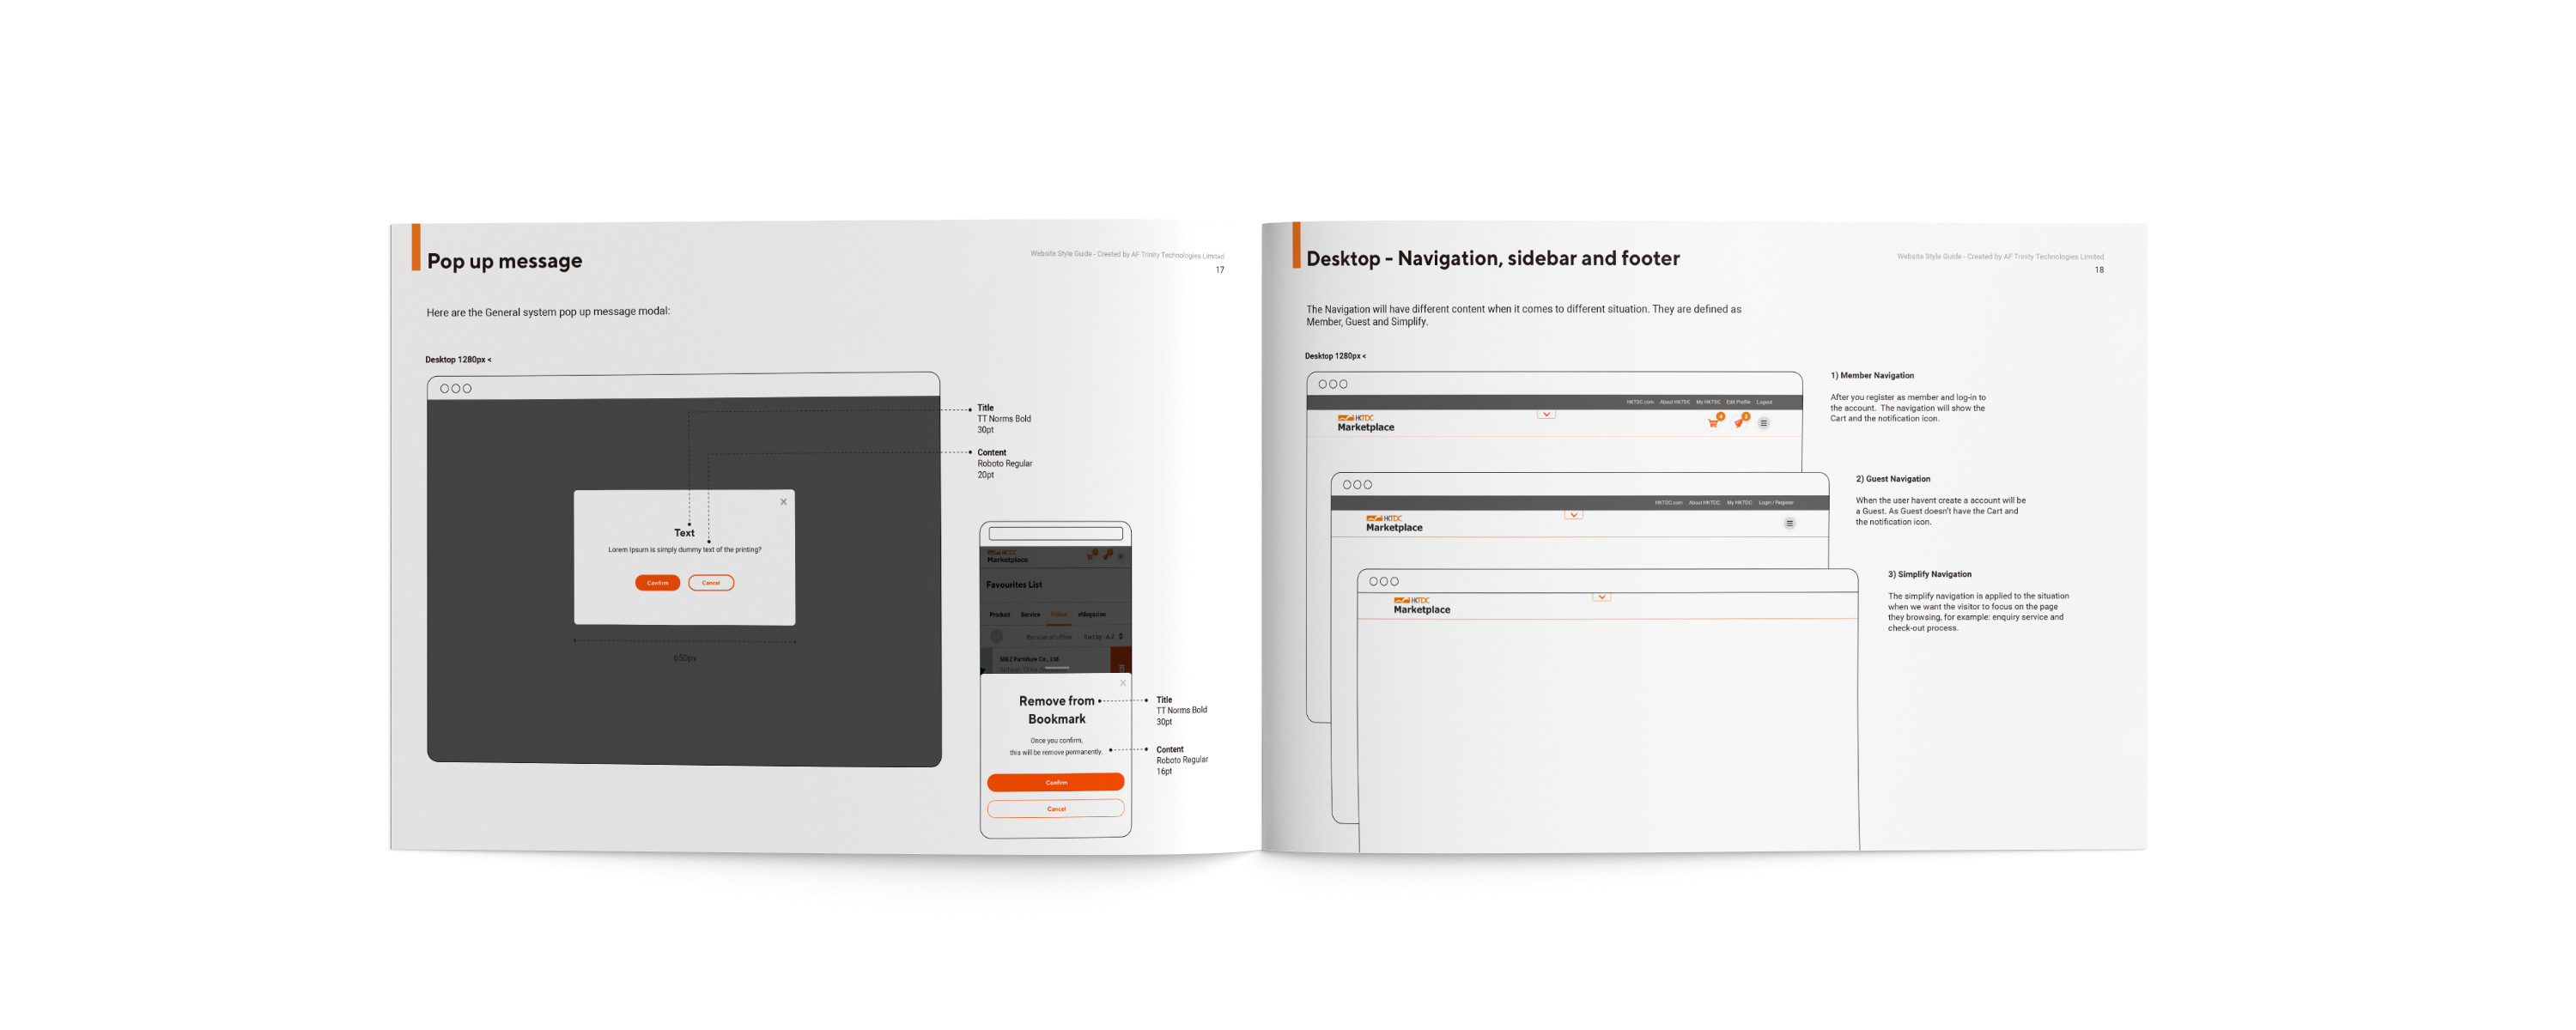 Pop up message
Website Style Guide - Created by AF Trinity Technologies Limited
17
Here are the General system pop up message modal:
Desktop 1280px <
Title
TT Norms Bold
30pt
Content
Roboto Regular
20pt
Text
Lorem Ipsum is simply dummy text of the printing?
Confirm
Cancel
650px
HKTDC
Marketplace
Favourites List
Product Service Follow eMagazine
Remove all offline Sort by : A-Z
M&Z Furniture Co., Ltd.
Remove from
Bookmark
Once you confirm,
this will be remove permanently.
Confirm
Cancel
Title
TT Norms Bold
30pt
Content
Roboto Regular
16pt
Desktop - Navigation, sidebar and footer
Website Style Guide - Created by AF Trinity Technologies Limited
18
The Navigation will have different content when it comes to different situation. They are defined as
Member, Guest and Simplify.
Desktop 1280px <
HKTDC.com About HKTDC My HKTDC Edit Profile Logout
HKTDC
Marketplace
1) Member Navigation
After you register as member and log-in to
the account. The navigation will show the
Cart and the notification icon.
HKTDC.com About HKTDC My HKTDC Login / Register
HKTDC
Marketplace
2) Guest Navigation
When the user havent create a account will be
a Guest. As Guest doesn't have the Cart and
the notification icon.
HKTDC
Marketplace
3) Simplify Navigation
The simplify navigation is applied to the situation
when we want the visitor to focus on the page
they browsing, for example: enquiry service and
check-out process.